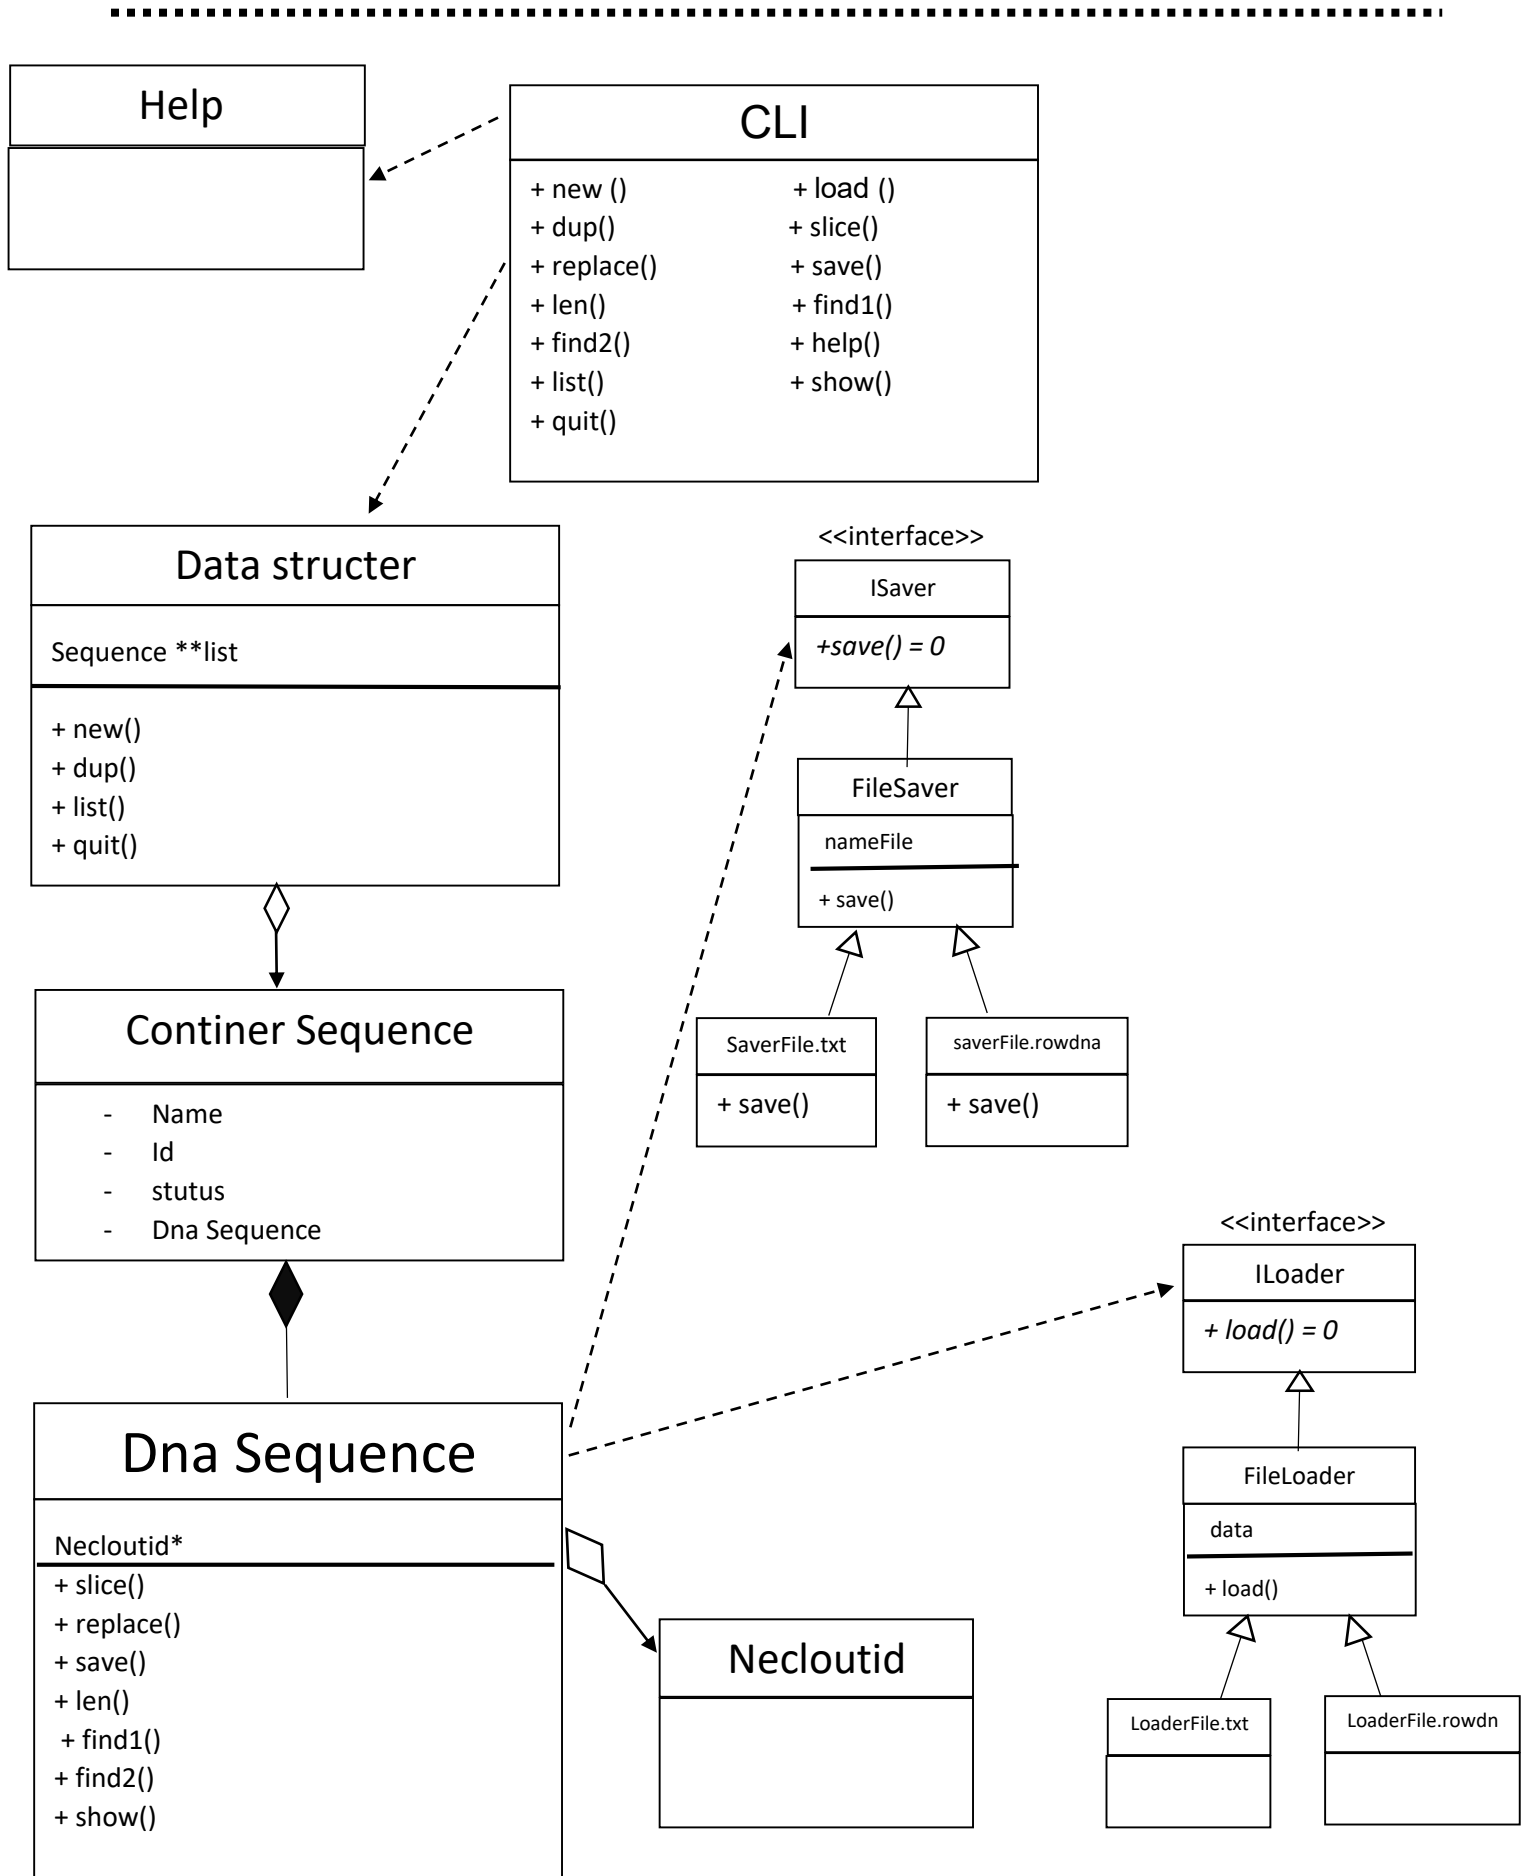 Help
CLI
+ new ()
+ load ()
+ dup()
+ slice()
+ replace()
+ save()
+ len()
+ find1()
+ find2()
+ help()
+ list()
+ show()
+ quit()
Data structer
Sequence **list
+ new()
+ dup()
+ list()
+ quit()
<<interface>>
ISaver
+save() = 0
FileSaver
nameFile
+ save()
SaverFile.txt
+ save()
saverFile.rowdna
+ save()
Continer Sequence
- Name
- Id
- stutus
- Dna Sequence
<<interface>>
ILoader
+ load() = 0
FileLoader
data
+ load()
LoaderFile.txt
LoaderFile.rowdn
Dna Sequence
Necloutid*
+ slice()
+ replace()
+ save()
+ len()
+ find1()
+ find2()
+ show()
Necloutid